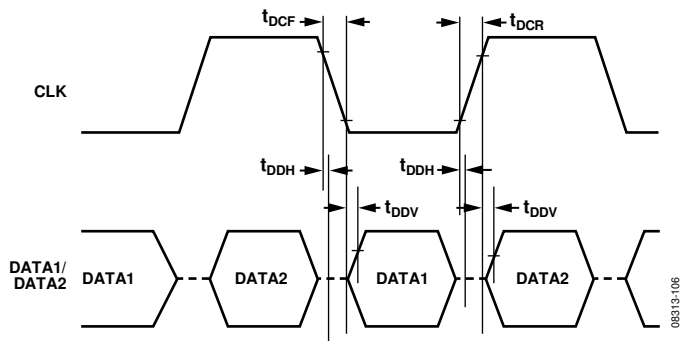 tDCF
tDCR
CLK
tDDH
tDDH
tDDV
tDDV
DATA1/
DATA2
DATA1
DATA2
DATA1
DATA2
08313-106